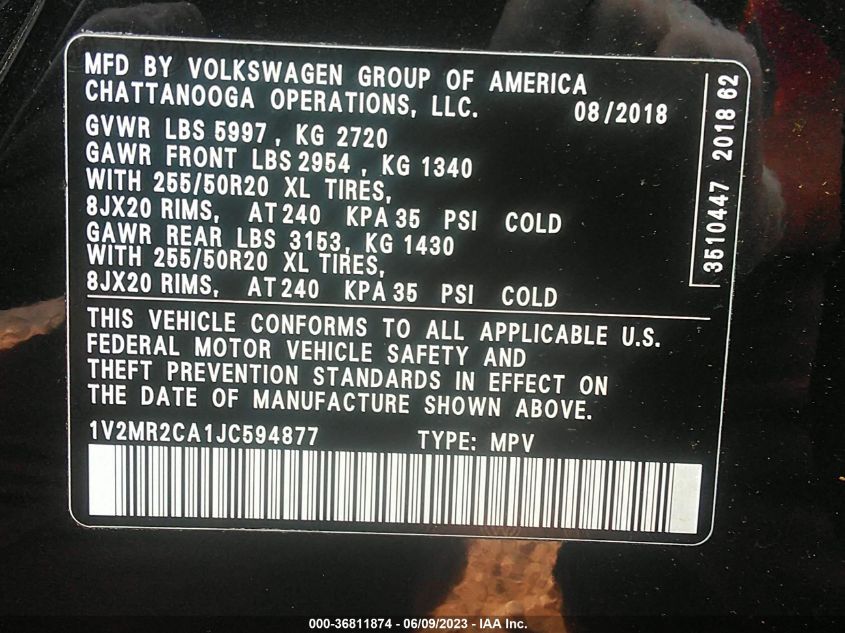 MFD BY VOLKSWAGEN GROUP OF AMERICA
CHATTANOOGA OPERATIONS, LLC. 08/2018
GVWR LBS 5997, KG 2720
GAWR FRONT LBS 2954, KG 1340
WITH 255/50R20 XL TIRES,
8JX20 RIMS, AT 240 KPA 35 PSI COLD
GAWR REAR LBS 3153, KG 1430
WITH 255/50R20 XL TIRES,
8JX20 RIMS, AT 240 KPA 35 PSI COLD
3510447 2018 62
THIS VEHICLE CONFORMS TO ALL APPLICABLE U.S.
FEDERAL MOTOR VEHICLE SAFETY AND
THEFT PREVENTION STANDARDS IN EFFECT ON
THE DATE OF MANUFACTURE SHOWN ABOVE.
1V2MR2CA1JC594877 TYPE: MPV
000-36811874 - 06/09/2023 - IAA Inc.